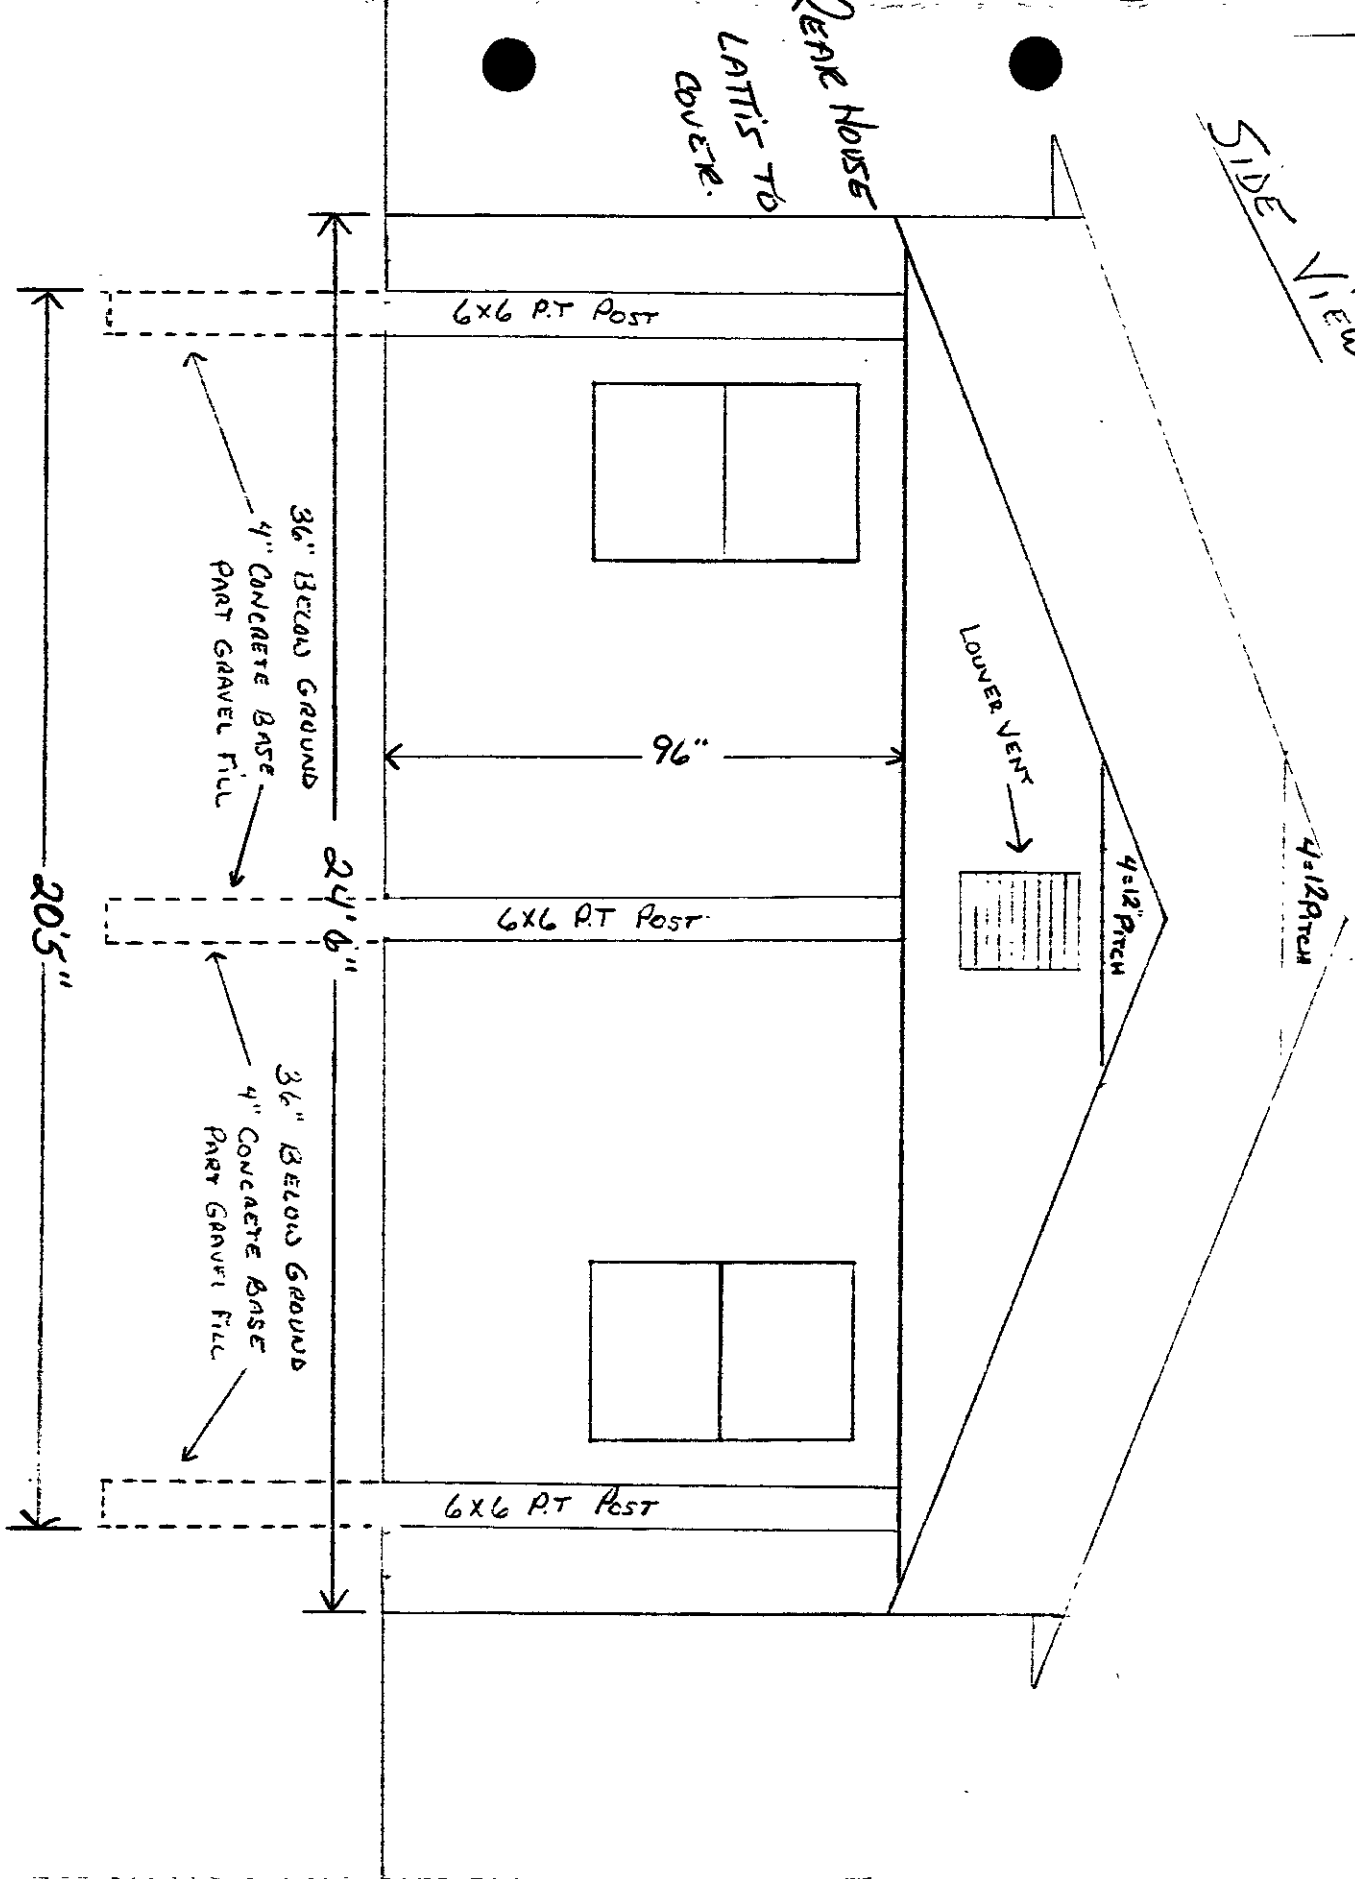 SIDE VIEW
4=12 PITCH
4=12" PITCH
LOUVER VENT
REAR HOUSE
LATTIS TO
COVER.
6X6 P.T POST
6X6 P.T POST
6X6 P.T POST
96"
24'6"
36" BELOW GROUND
4" CONCRETE BASE
PART GRAVEL FILL
36" BELOW GROUND
4" CONCRETE BASE
PART GRAVEL FILL
20'5"